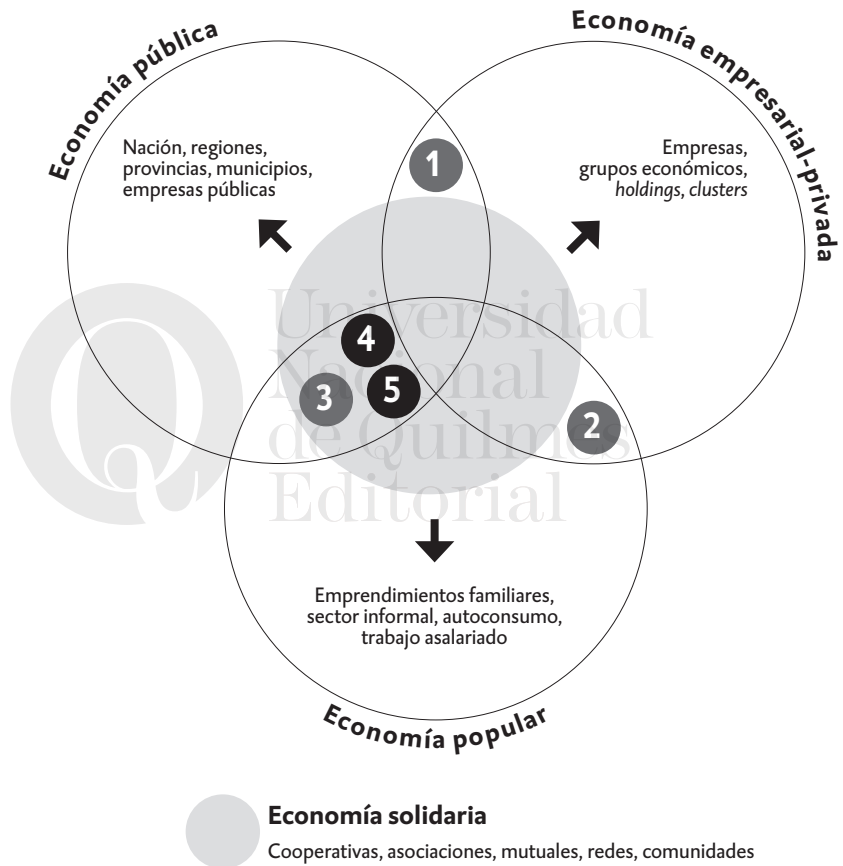 Economía pública
Economía empresarial-privada
Nación, regiones,
provincias, municipios,
empresas públicas
Empresas,
grupos económicos,
holdings, clusters
1
Universidad
Nacional
de Quilmes
Editorial
4
5
3
2
Emprendimientos familiares,
sector informal, autoconsumo,
trabajo asalariado
Economía popular
Economía solidaria
Cooperativas, asociaciones, mutuales, redes, comunidades